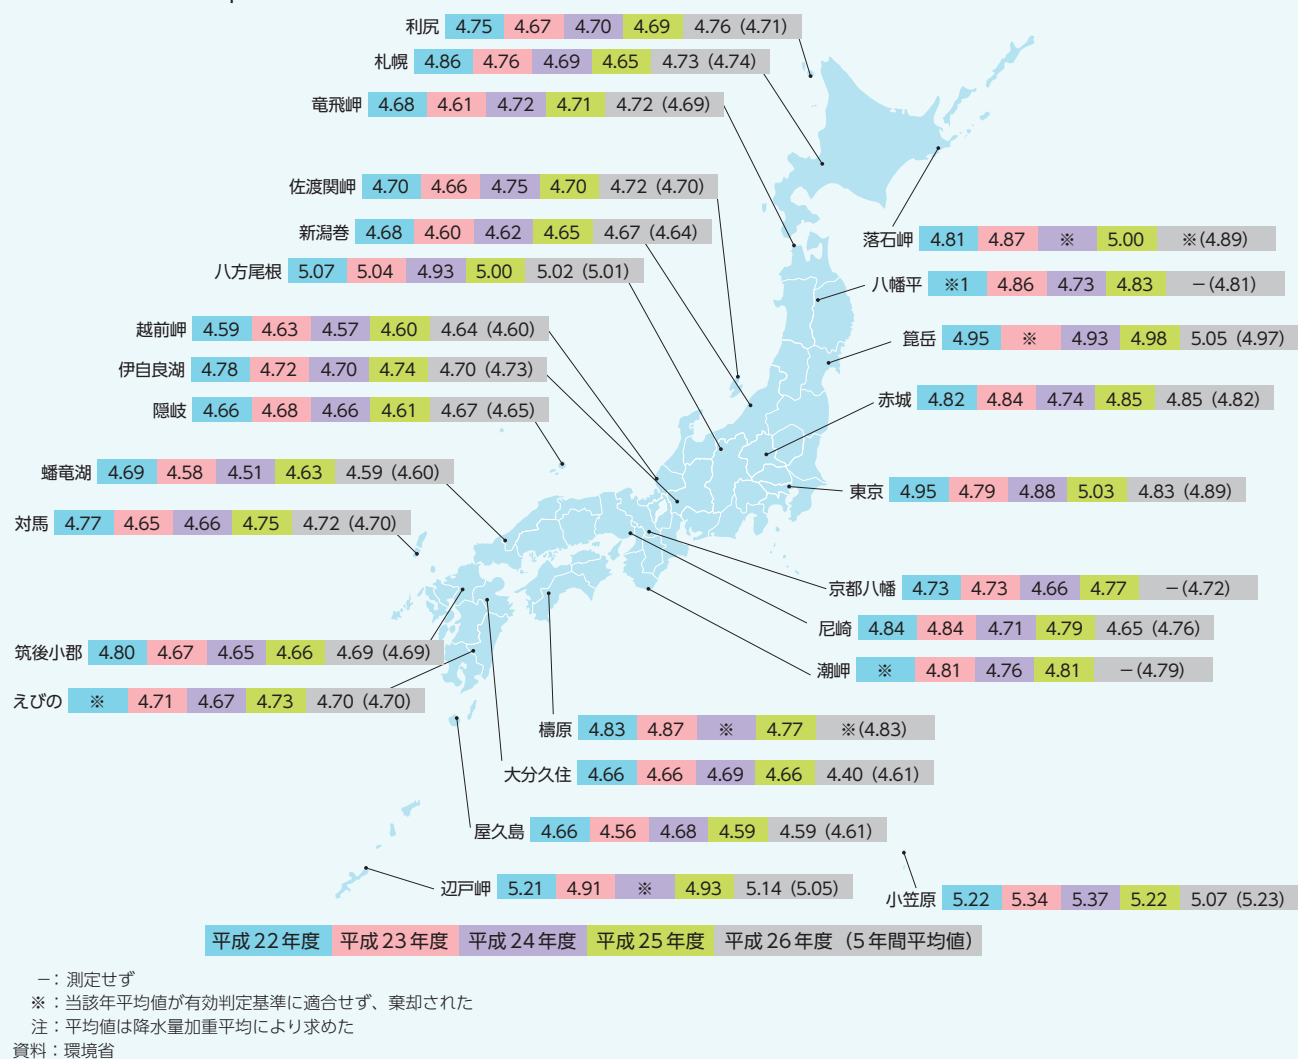 利尻 4.75 4.67 4.70 4.69 4.76 (4.71)
札幌 4.86 4.76 4.69 4.65 4.73 (4.74)
竜飛岬 4.68 4.61 4.72 4.71 4.72 (4.69)
佐渡関岬 4.70 4.66 4.75 4.70 4.72 (4.70)
新潟巻 4.68 4.60 4.62 4.65 4.67 (4.64)
八方尾根 5.07 5.04 4.93 5.00 5.02 (5.01)
越前岬 4.59 4.63 4.57 4.60 4.64 (4.60)
伊自良湖 4.78 4.72 4.70 4.74 4.70 (4.73)
隠岐 4.66 4.68 4.66 4.61 4.67 (4.65)
蟠竜湖 4.69 4.58 4.51 4.63 4.59 (4.60)
対馬 4.77 4.65 4.66 4.75 4.72 (4.70)
筑後小郡 4.80 4.67 4.65 4.66 4.69 (4.69)
えびの ※ 4.71 4.67 4.73 4.70 (4.70)
落石岬 4.81 4.87 ※ 5.00 ※(4.89)
八幡平 ※1 4.86 4.73 4.83 −(4.81)
箟岳 4.95 ※ 4.93 4.98 5.05 (4.97)
赤城 4.82 4.84 4.74 4.85 4.85 (4.82)
東京 4.95 4.79 4.88 5.03 4.83 (4.89)
京都八幡 4.73 4.73 4.66 4.77 −(4.72)
尼崎 4.84 4.84 4.71 4.79 4.65 (4.76)
潮岬 ※ 4.81 4.76 4.81 −(4.79)
檮原 4.83 4.87 ※ 4.77 ※(4.83)
大分久住 4.66 4.66 4.69 4.66 4.40 (4.61)
屋久島 4.66 4.56 4.68 4.59 4.59 (4.61)
辺戸岬 5.21 4.91 ※ 4.93 5.14 (5.05)
小笠原 5.22 5.34 5.37 5.22 5.07 (5.23)
平成22年度 平成23年度 平成24年度 平成25年度 平成26年度（5年間平均値）
−：測定せず
※：当該年平均値が有効判定基準に適合せず、棄却された
注：平均値は降水量加重平均により求めた
資料：環境省